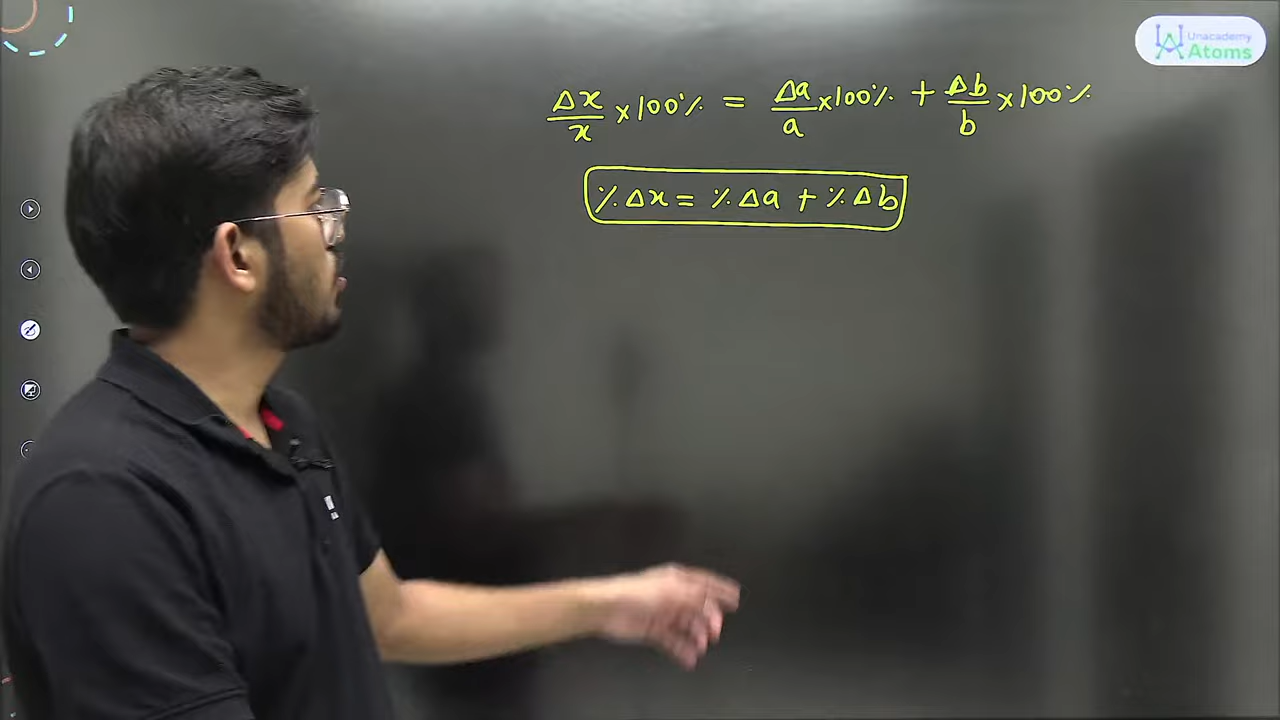 Unacademy
Atoms
Δx/x ×100% = Δa/a ×100% + Δb/b ×100%
%Δx = %Δa + %Δb